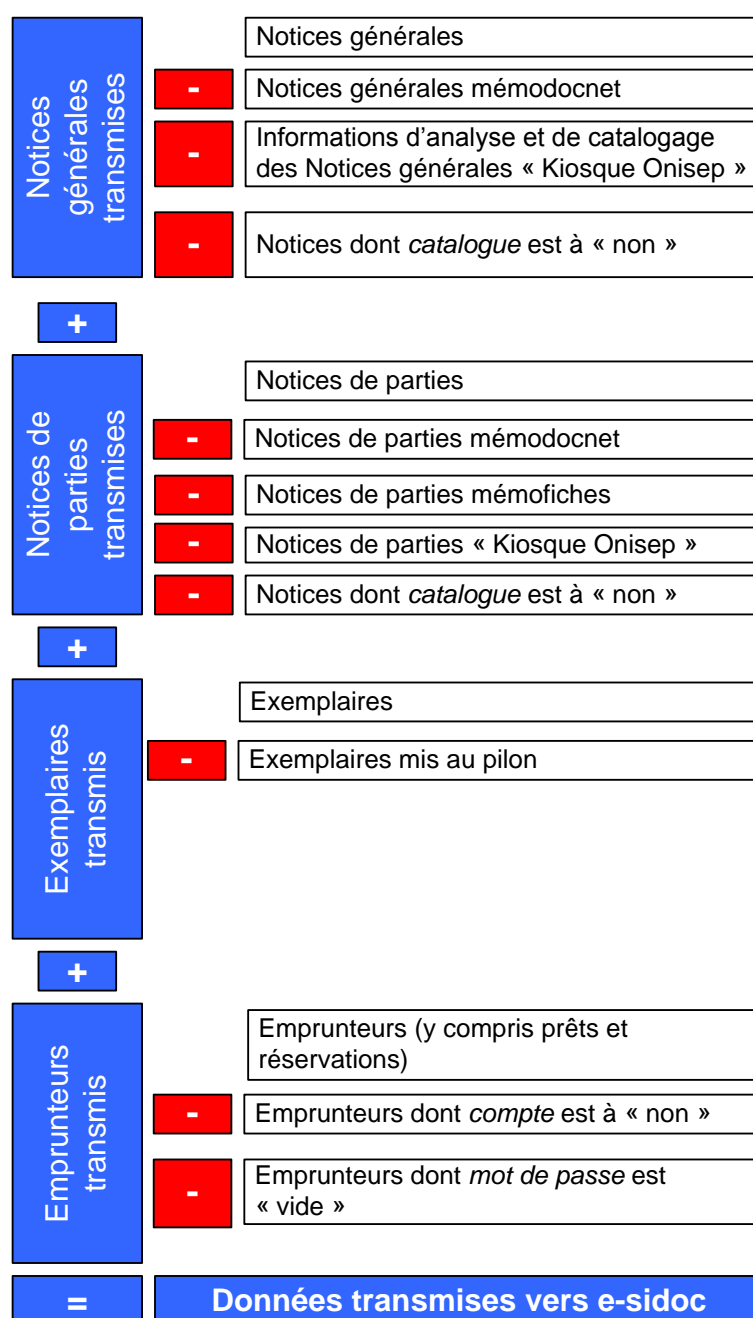 Notices
générales
transmises
Notices générales
-
Notices générales mémodocnet
-
Informations d'analyse et de catalogage
des Notices générales « Kiosque Onisep »
-
Notices dont catalogue est à « non »
+
Notices de
parties
transmises
Notices de parties
-
Notices de parties mémodocnet
-
Notices de parties mémofiches
-
Notices de parties « Kiosque Onisep »
-
Notices dont catalogue est à « non »
+
Exemplaires
transmis
Exemplaires
-
Exemplaires mis au pilon
+
Emprunteurs
transmis
Emprunteurs (y compris prêts et
réservations)
-
Emprunteurs dont compte est à « non »
-
Emprunteurs dont mot de passe est
« vide »
=
Données transmises vers e-sidoc